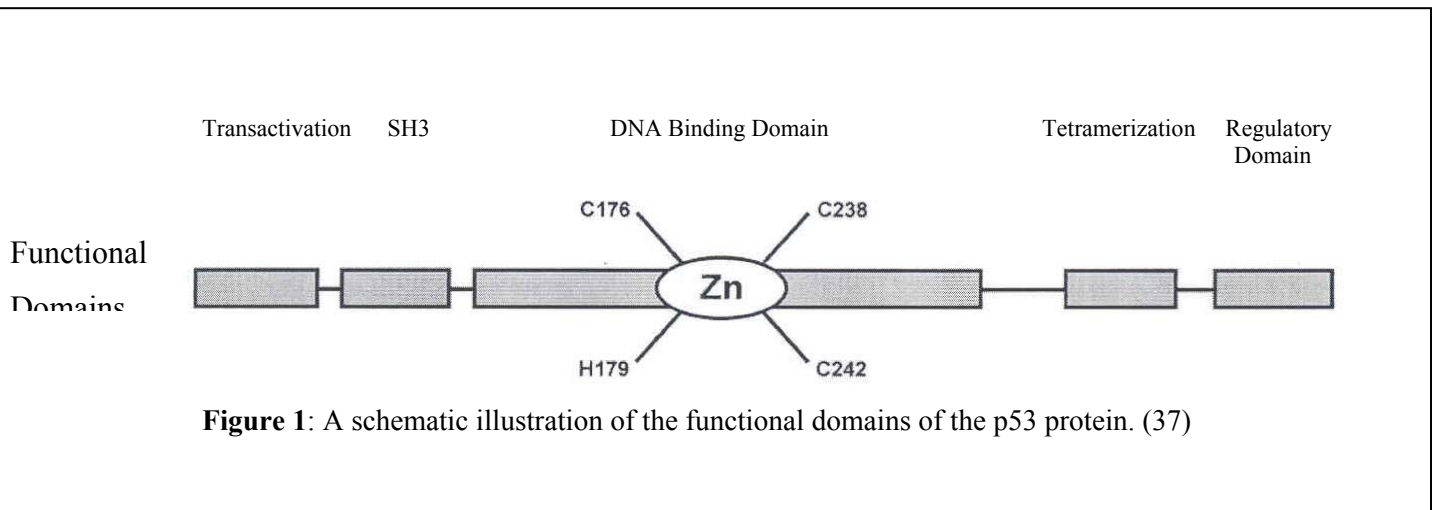 Transactivation SH3 DNA Binding Domain Tetramerization Regulatory
Domain
C176 C238
Functional
Zn
Domains
H179 C242
Figure 1: A schematic illustration of the functional domains of the p53 protein. (37)